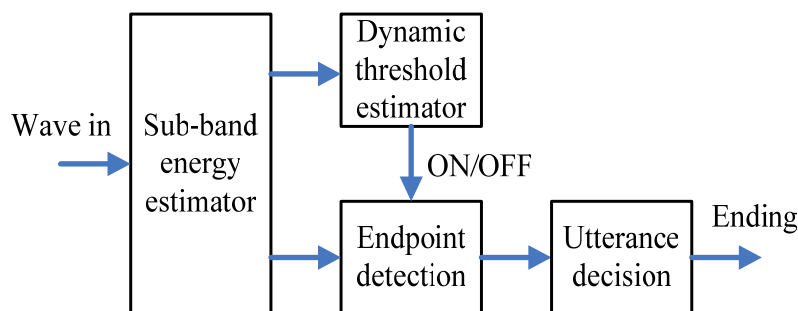 Wave in
Sub-band
energy
estimator
Dynamic
threshold
estimator
ON/OFF
Endpoint
detection
Utterance
decision
Ending